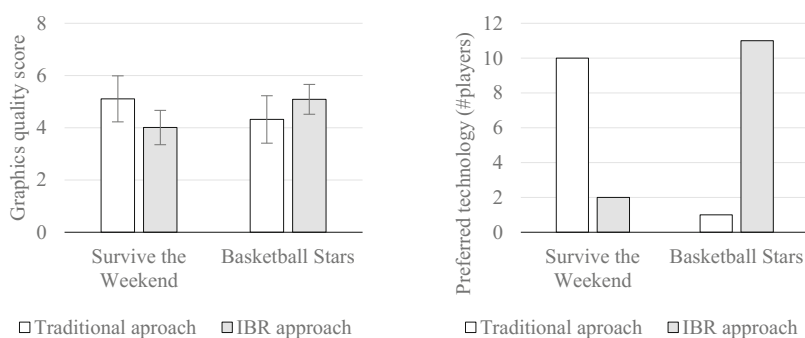 Graphics quality score
8
6
4
2
0
Survive the
Weekend
Basketball Stars
Traditional aproach
IBR approach
Preferred technology (#players)
12
10
8
6
4
2
0
Survive the
Weekend
Basketball Stars
Traditional aproach
IBR approach